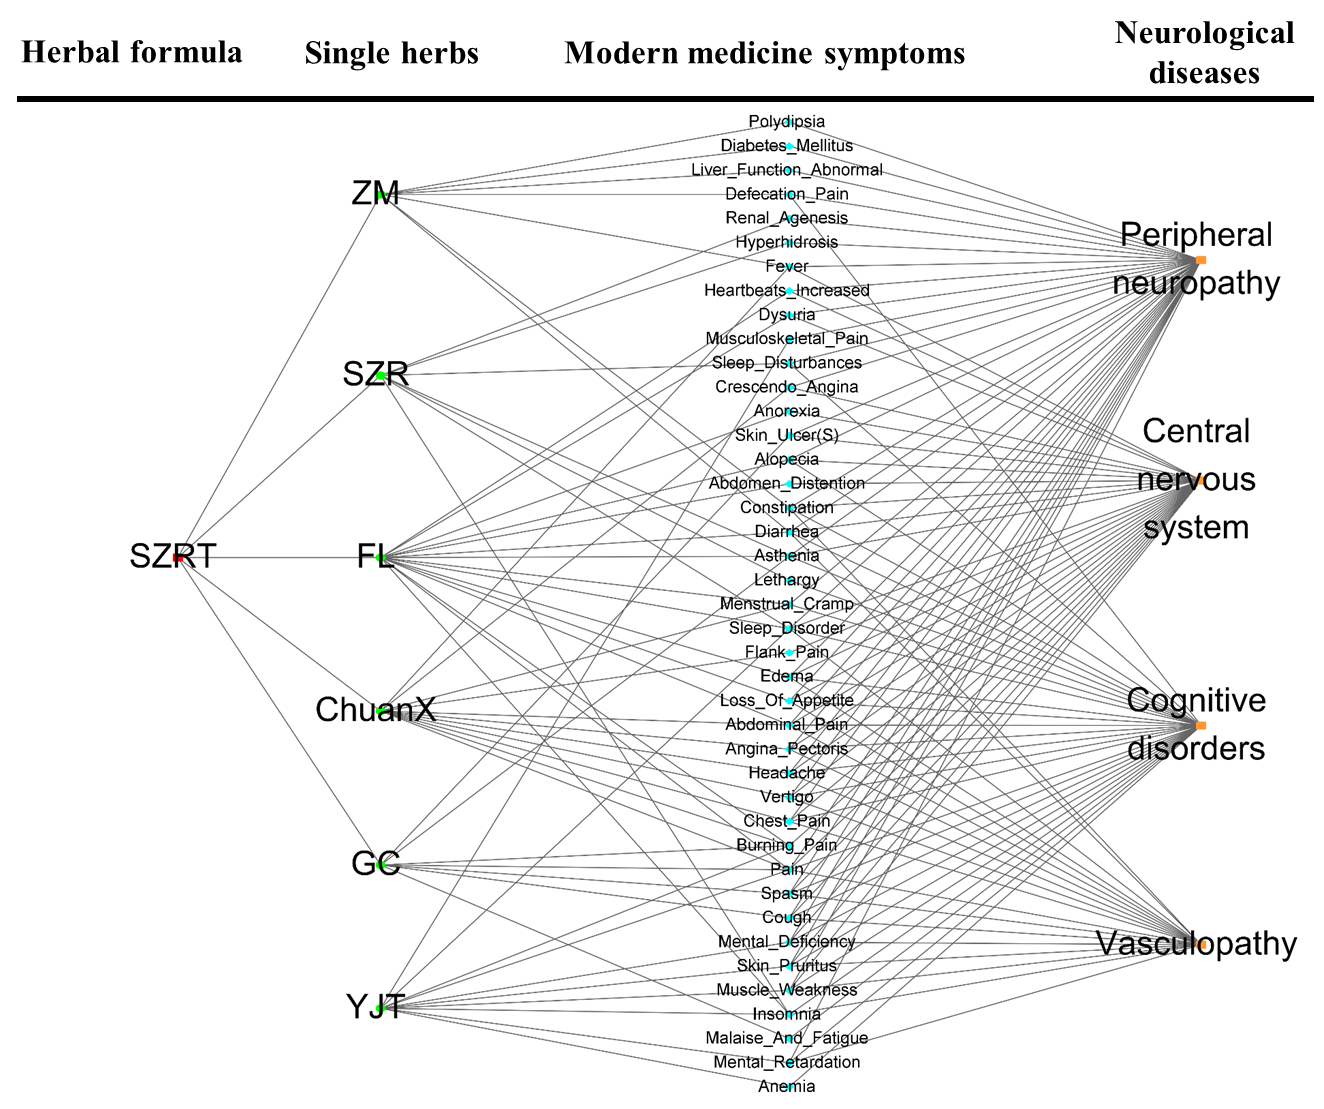 Herbal formula
Single herbs
Modern medicine symptoms
Neurological
diseases
SZRT
ZM
SZR
FL
ChuanX
GC
YJT
Polydipsia
Diabetes_Mellitus
Liver_Function_Abnormal
Defecation_Pain
Renal_Agenesis
Hyperhidrosis
Fever
Heartbeats_Increased
Dysuria
Musculoskeletal_Pain
Sleep_Disturbances
Crescendo_Angina
Anorexia
Skin_Ulcer(S)
Alopecia
Abdomen_Distention
Constipation
Diarrhea
Asthenia
Lethargy
Menstrual_Cramp
Sleep_Disorder
Flank_Pain
Edema
Loss_Of_Appetite
Abdominal_Pain
Angina_Pectoris
Headache
Vertigo
Chest_Pain
Burning_Pain
Pain
Spasm
Cough
Mental_Deficiency
Skin_Pruritus
Muscle_Weakness
Insomnia
Malaise_And_Fatigue
Mental_Retardation
Anemia
Peripheral
neuropathy
Central
nervous
system
Cognitive
disorders
Vasculopathy